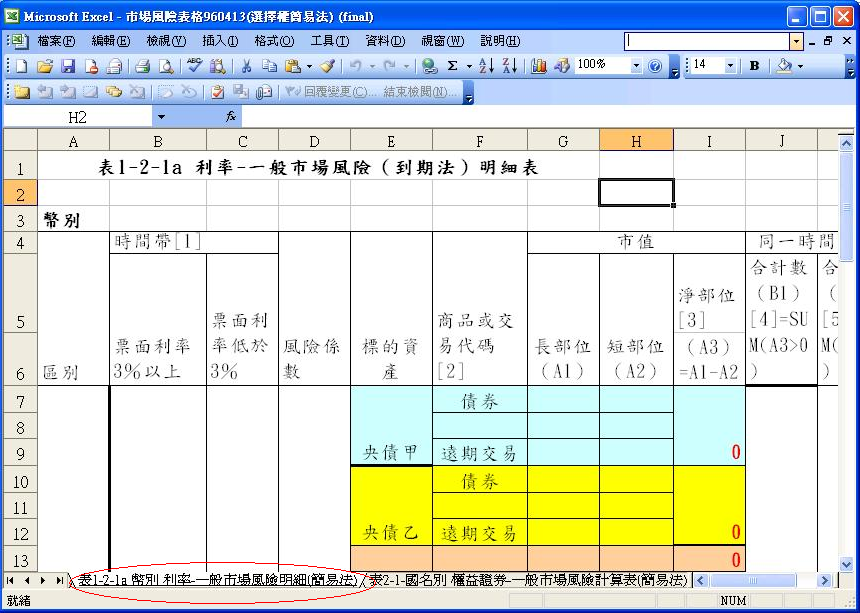 Microsoft Excel - 市場風險表格960413(選擇權簡易法) (final)
檔案(F) 編輯(E) 檢視(V) 插入(I) 格式(O) 工具(T) 資料(D) 視窗(W) 說明(H)
100% 14 B
回覆變更(C)... 結束檢閱(N)...
H2 fx
A B C D E F G H I J
1 表1-2-1a 利率-一般市場風險（到期法）明細表
2
3 幣別
4 時間帶[1] 市值 同一時間
5
6 區別
票面利率3%以上
票面利率低於3%
風險係數
標的資產
商品或交易代碼[2]
長部位（A1）
短部位（A2）
淨部位[3]
（A3）=A1-A2
合計數（B1）[4]=SUM(A3>0）
7 債券
8
9 央債甲 遠期交易 0
10 債券
11
12 央債乙 遠期交易 0
13 0
表1-2-1a 幣別 利率-一般市場風險明細(簡易法) 表2-1-國名別 權益證券-一般市場風險計算表(簡易法)
就緒 NUM